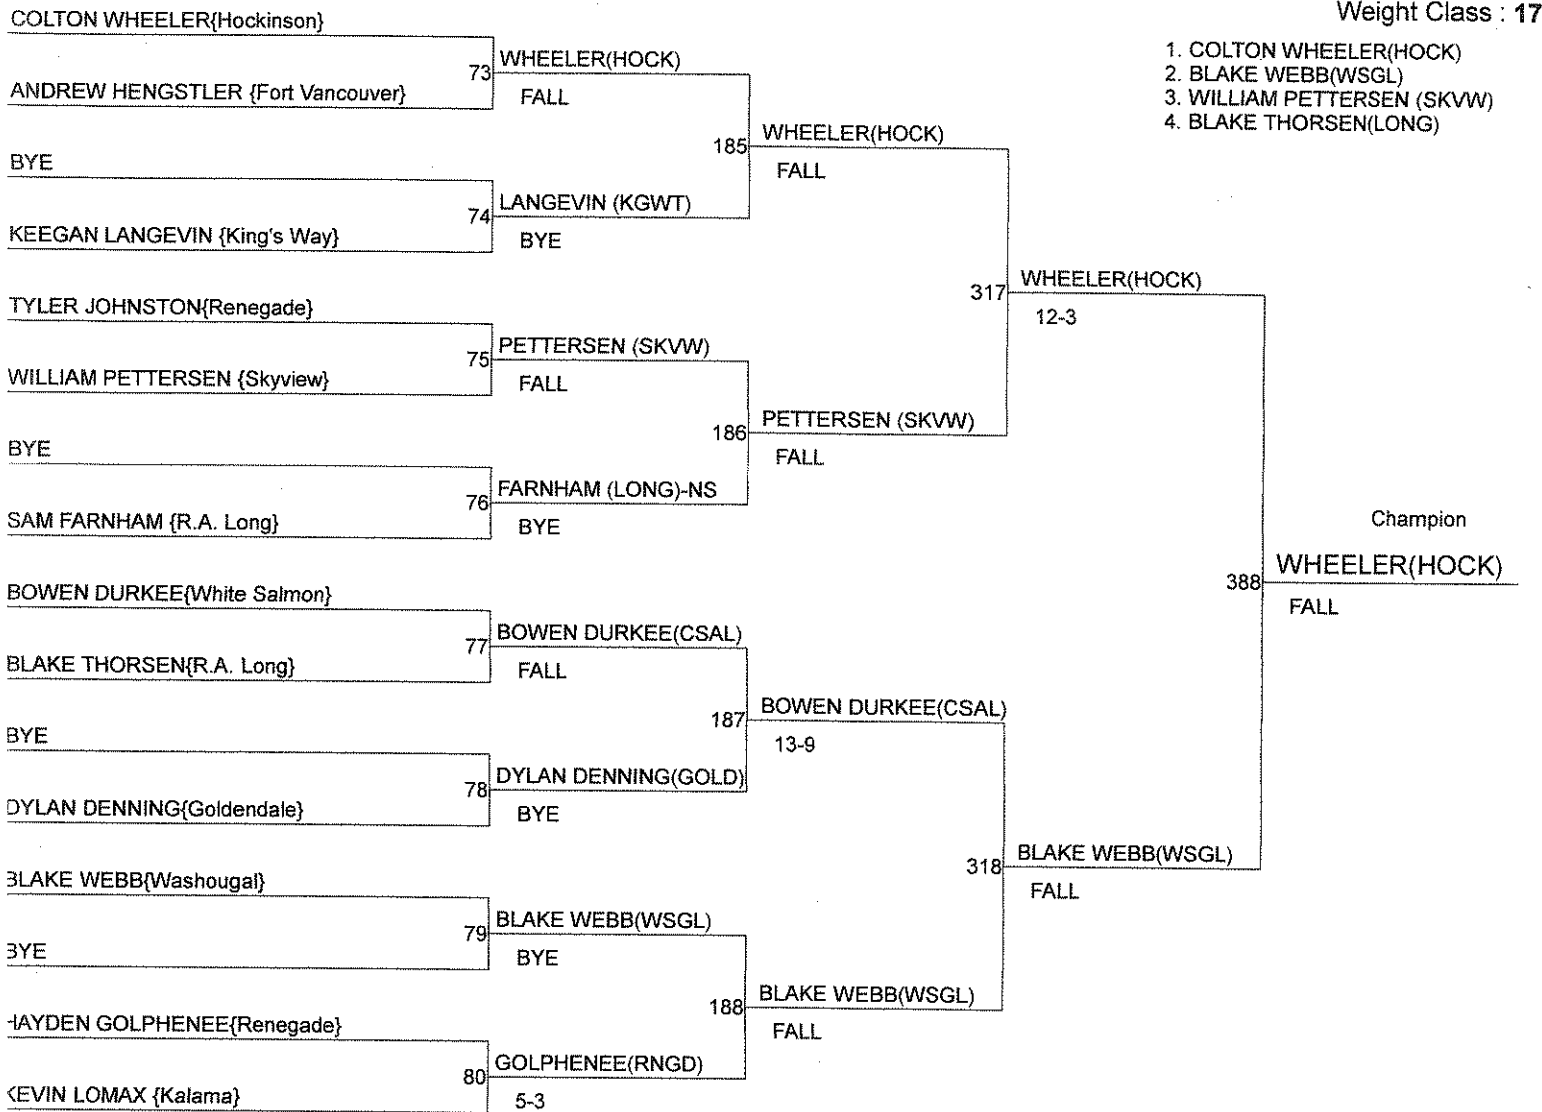 COLTON WHEELER{Hockinson}
73
WHEELER(HOCK)
FALL
ANDREW HENGSTLER {Fort Vancouver}
185
WHEELER(HOCK)
FALL
BYE
74
LANGEVIN (KGWT)
BYE
KEEGAN LANGEVIN {King's Way}
317
WHEELER(HOCK)
12-3
TYLER JOHNSTON{Renegade}
75
PETTERSEN (SKVW)
FALL
WILLIAM PETTERSEN {Skyview}
186
PETTERSEN (SKVW)
FALL
BYE
76
FARNHAM (LONG)-NS
BYE
SAM FARNHAM {R.A. Long}
Champion
388
WHEELER(HOCK)
FALL
BOWEN DURKEE{White Salmon}
77
BOWEN DURKEE(CSAL)
FALL
BLAKE THORSEN{R.A. Long}
187
BOWEN DURKEE(CSAL)
13-9
BYE
78
DYLAN DENNING(GOLD)
BYE
DYLAN DENNING{Goldendale}
318
BLAKE WEBB(WSGL)
FALL
BLAKE WEBB{Washougal}
79
BLAKE WEBB(WSGL)
BYE
BYE
188
BLAKE WEBB(WSGL)
FALL
HAYDEN GOLPHENEE{Renegade}
80
GOLPHENEE(RNGD)
5-3
KEVIN LOMAX {Kalama}
Weight Class : 17
1. COLTON WHEELER(HOCK)
2. BLAKE WEBB(WSGL)
3. WILLIAM PETTERSEN (SKVW)
4. BLAKE THORSEN(LONG)